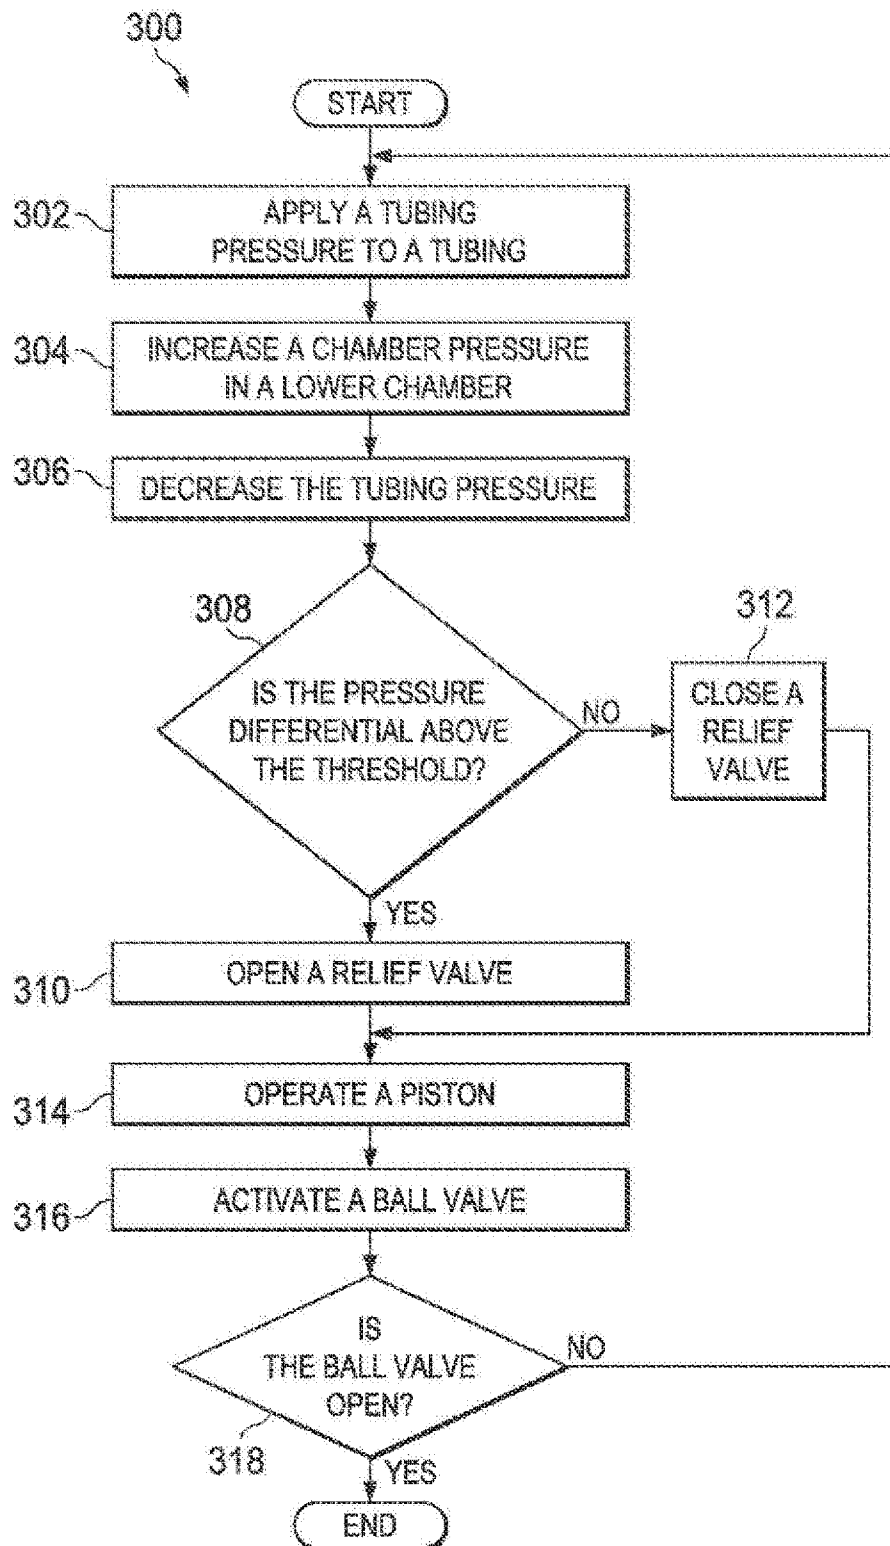 300
START
302
APPLY A TUBING
PRESSURE TO A TUBING
304
INCREASE A CHAMBER PRESSURE
IN A LOWER CHAMBER
306
DECREASE THE TUBING PRESSURE
308
IS THE PRESSURE
DIFFERENTIAL ABOVE
THE THRESHOLD?
NO
312
CLOSE A
RELIEF
VALVE
YES
310
OPEN A RELIEF VALVE
314
OPERATE A PISTON
316
ACTIVATE A BALL VALVE
IS
THE BALL VALVE
OPEN?
NO
318
YES
END